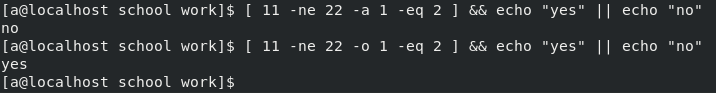 [a@localhost school work]$ [ 11 -ne 22 -a 1 -eq 2 ] && echo "yes" || echo "no"
no
[a@localhost school work]$ [ 11 -ne 22 -o 1 -eq 2 ] && echo "yes" || echo "no"
yes
[a@localhost school work]$